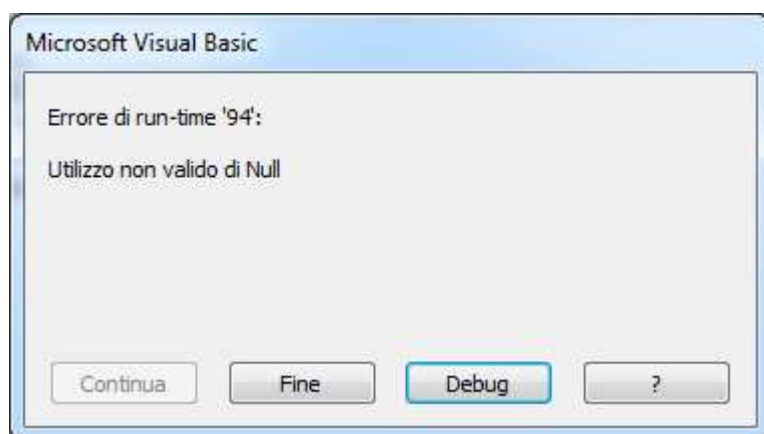 Microsoft Visual Basic
Errore di run-time '94':
Utilizzo non valido di Null
Continua Fine Debug ?